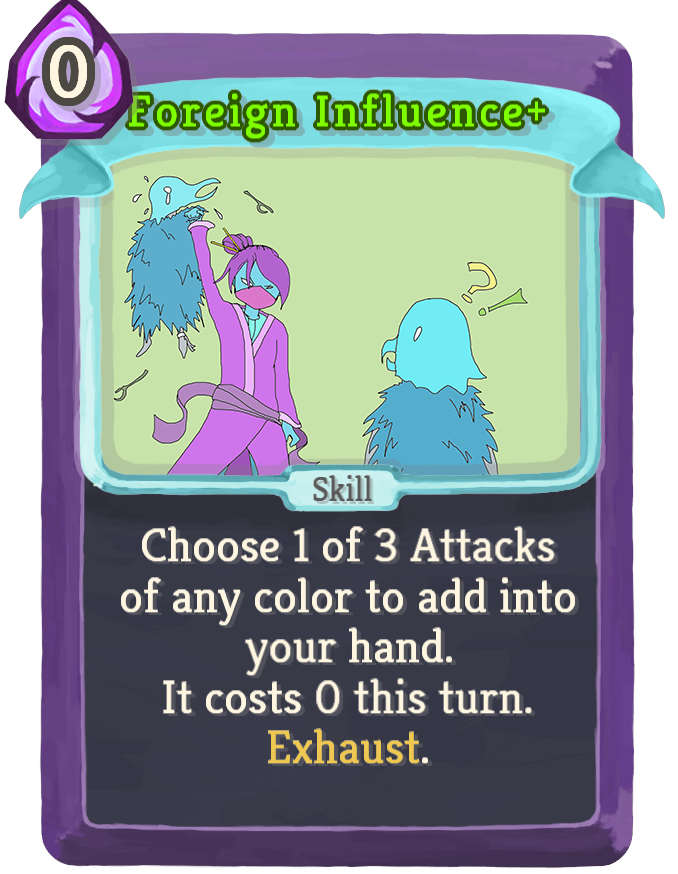 0
Foreign Influence+
?!
Skill
Choose 1 of 3 Attacks
of any color to add into
your hand.
It costs 0 this turn.
Exhaust.